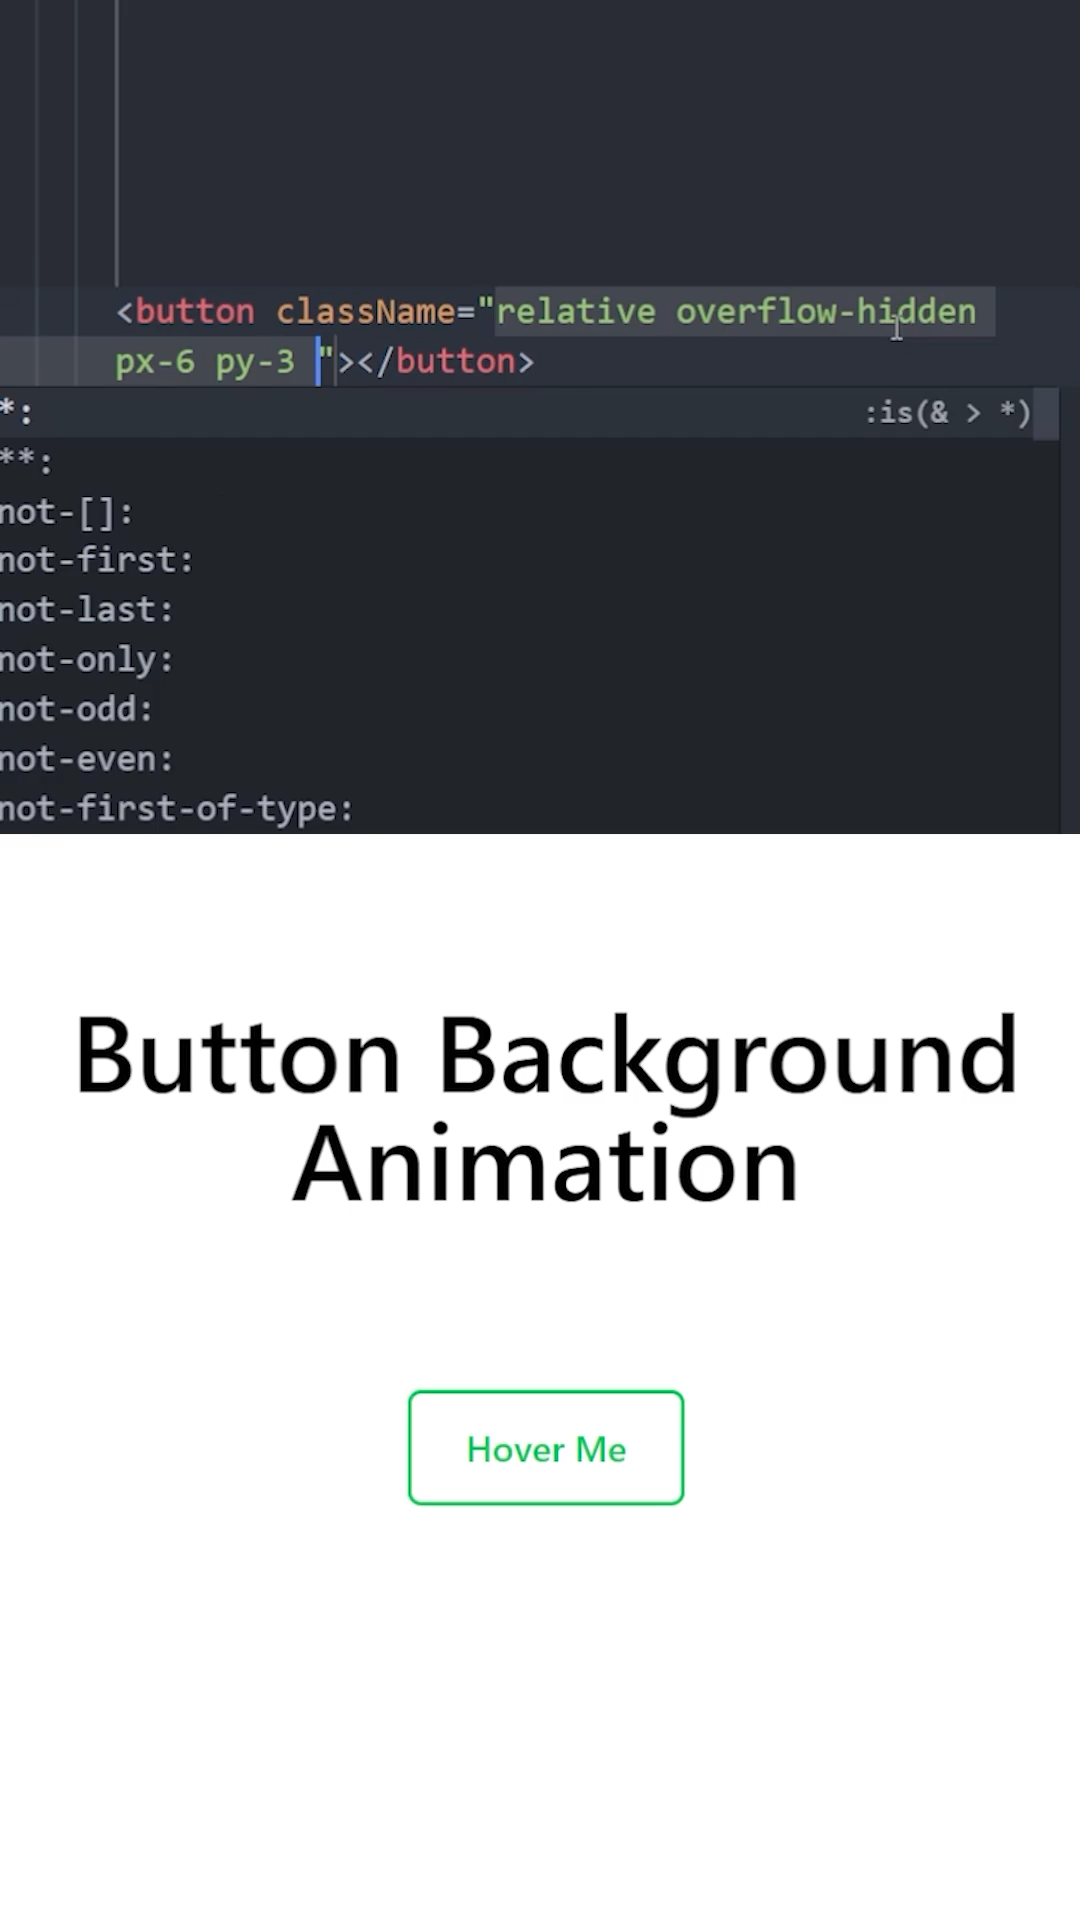 <button className="relative overflow-hidden
px-6 py-3 "></button>
*: :is(& > *)
**:
not-[]:
not-first:
not-last:
not-only:
not-odd:
not-even:
not-first-of-type:
Button Background
Animation
Hover Me